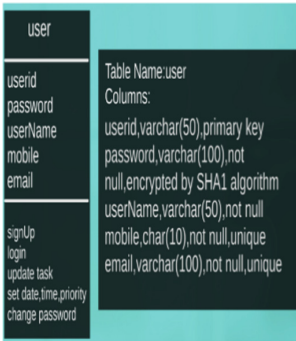 user
userid
password
userName
mobile
email
signUp
login
update task
set date,time,priority
change password
Table Name:user
Columns:
userid,varchar(50),primary key
password,varchar(100),not
null,encrypted by SHA1 algorithm
userName,varchar(50),not null
mobile,char(10),not null,unique
email,varchar(100),not null,unique